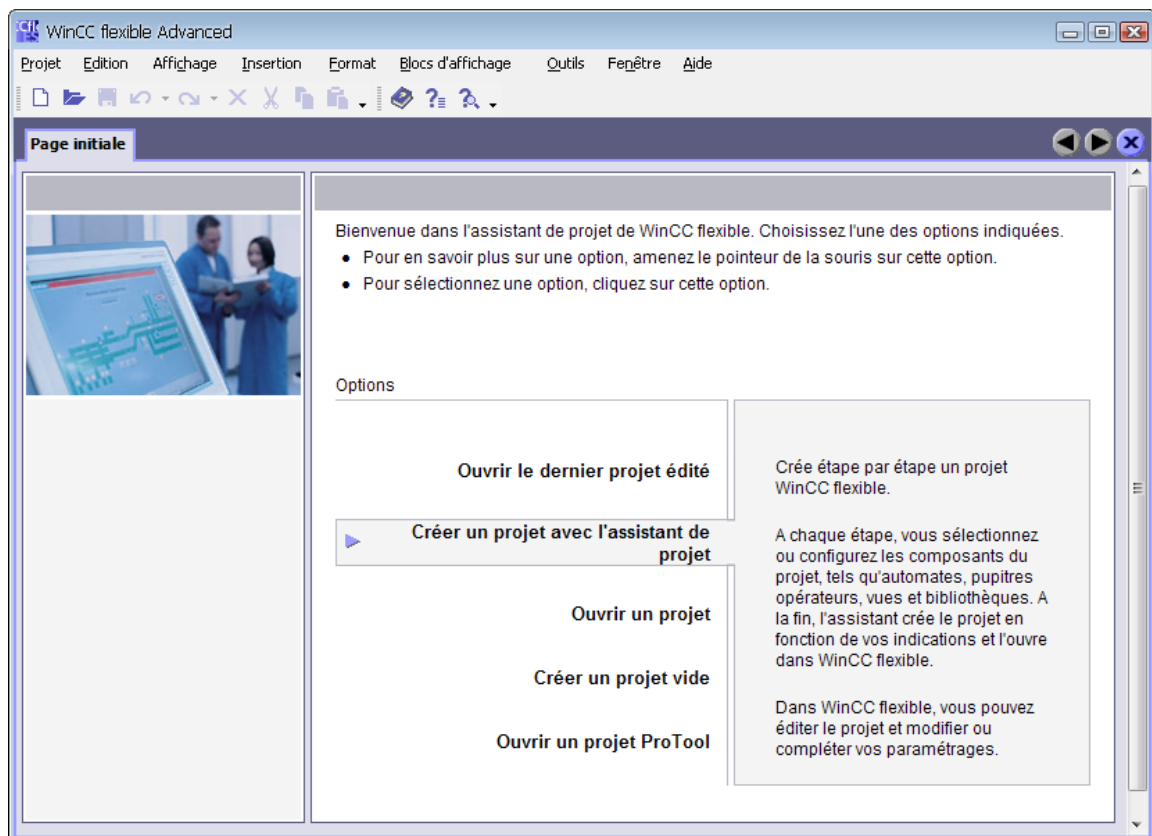 WinCC flexible Advanced
Projet Edition Affichage Insertion Format Blocs d'affichage Outils Fenêtre Aide
Page initiale
Bienvenue dans l'assistant de projet de WinCC flexible. Choisissez l'une des options indiquées.
• Pour en savoir plus sur une option, amenez le pointeur de la souris sur cette option.
• Pour sélectionnez une option, cliquez sur cette option.
Options
Ouvrir le dernier projet édité
Créer un projet avec l'assistant de
projet
Ouvrir un projet
Créer un projet vide
Ouvrir un projet ProTool
Crée étape par étape un projet
WinCC flexible.
A chaque étape, vous sélectionnez
ou configurez les composants du
projet, tels qu'automates, pupitres
opérateurs, vues et bibliothèques. A
la fin, l'assistant crée le projet en
fonction de vos indications et l'ouvre
dans WinCC flexible.
Dans WinCC flexible, vous pouvez
éditer le projet et modifier ou
compléter vos paramétrages.